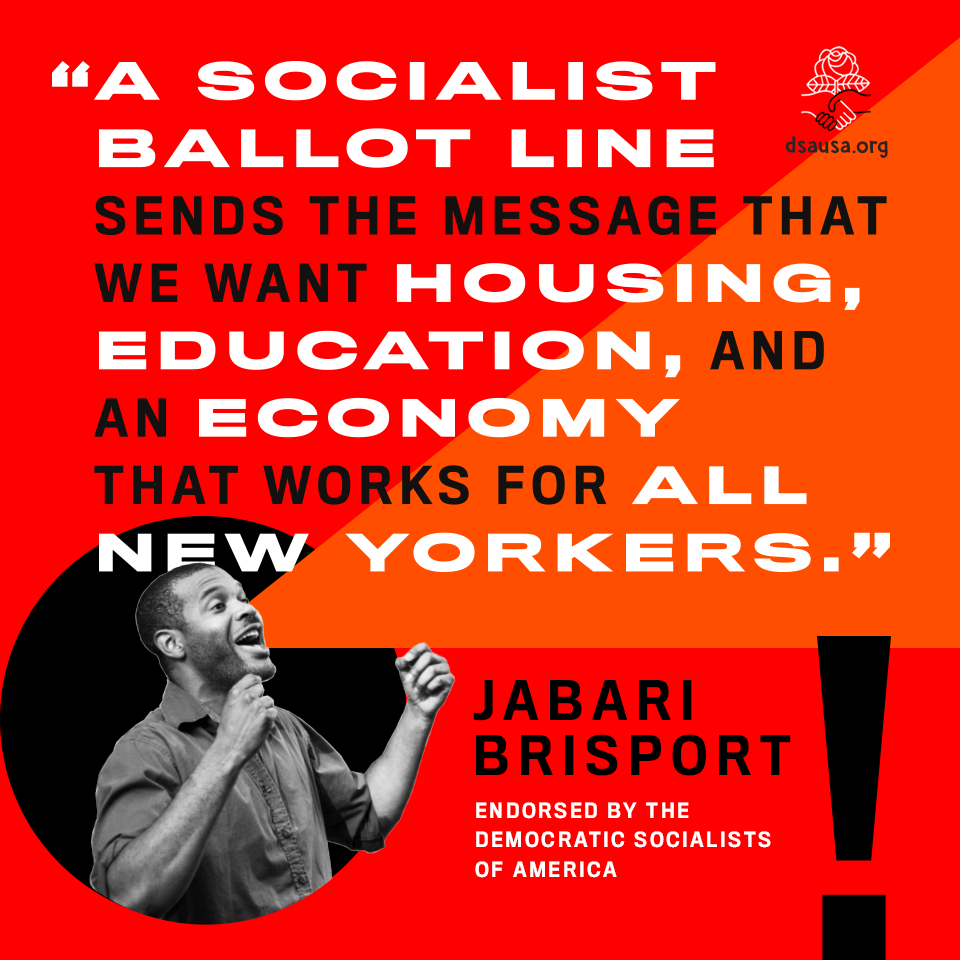 “A SOCIALIST
BALLOT LINE
SENDS THE MESSAGE THAT
WE WANT HOUSING,
EDUCATION, AND
AN ECONOMY
THAT WORKS FOR ALL
NEW YORKERS.”
dsausa.org
JABARI
BRISPORT
!
ENDORSED BY THE
DEMOCRATIC SOCIALISTS
OF AMERICA